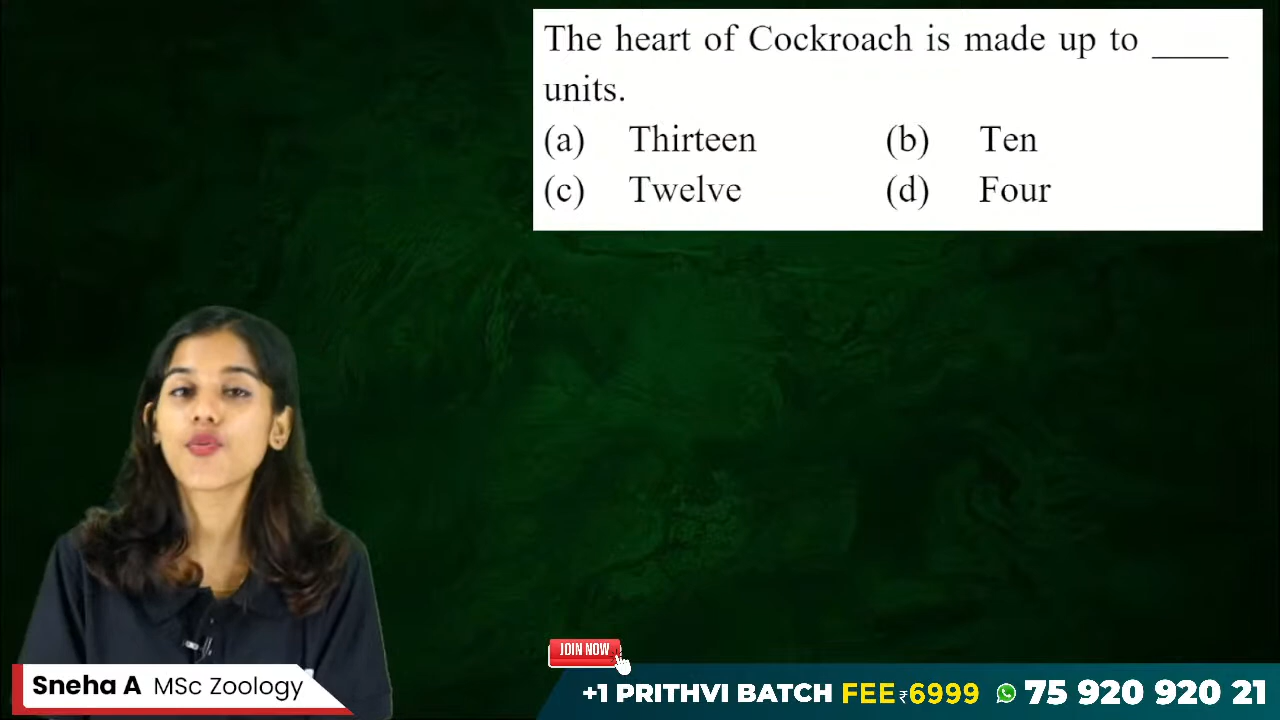 The heart of Cockroach is made up to ____
units.
(a) Thirteen (b) Ten
(c) Twelve (d) Four
JOIN NOW
Sneha A MSc Zoology
+1 PRITHVI BATCH FEE ₹6999 75 920 920 21